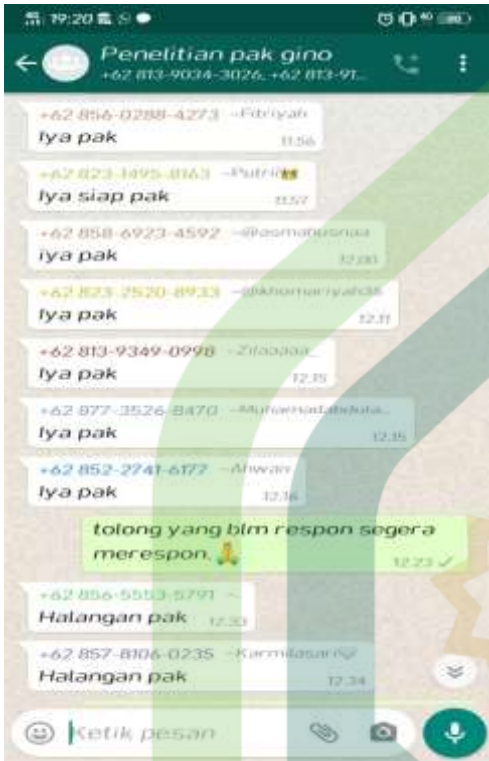 19:20
Penelitian pak gino
+62 813-9034-3026, +62 813-91...
+62 856-0288-4273 ~Fitriyah
Iya pak 11.56
+62 823-1495-8163 ~Putri
Iya siap pak 11.57
+62 858-6923-4592
iya pak 12.00
+62 823-2520-8933 ~@khomariyah38
Iya pak 12.11
+62 813-9349-0998
Iya pak 12.15
+62 877-3526-8470
Iya pak 12.15
+62 852-2741-6177 ~Ahwan
Iya pak 12.16
tolong yang blm respon segera
merespon. 🙏 12.23
+62 856-5553-5791 ~.
Halangan pak 12.33
+62 857-8106-0235 ~Karmilasari
Halangan pak 12.34
Ketik pesan